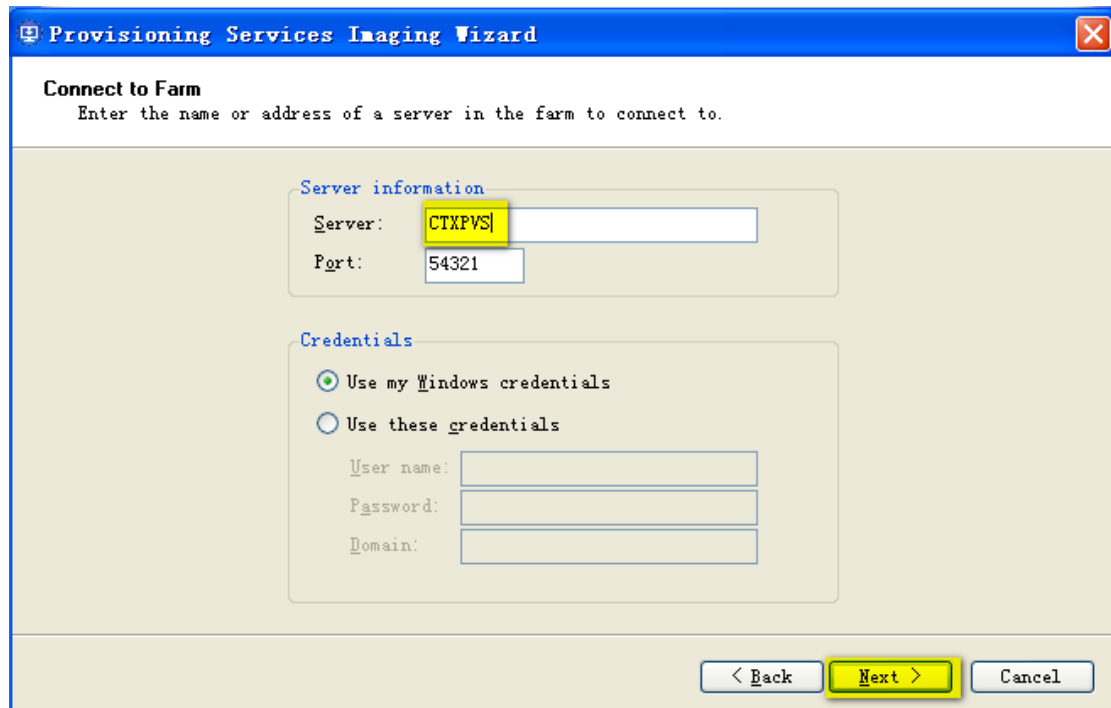 Provisioning Services Imaging Wizard
Connect to Farm
Enter the name or address of a server in the farm to connect to.
Server information
Server: CTXPVS
Port: 54321
Credentials
Use my Windows credentials
Use these credentials
User name:
Password:
Domain:
< Back Next > Cancel